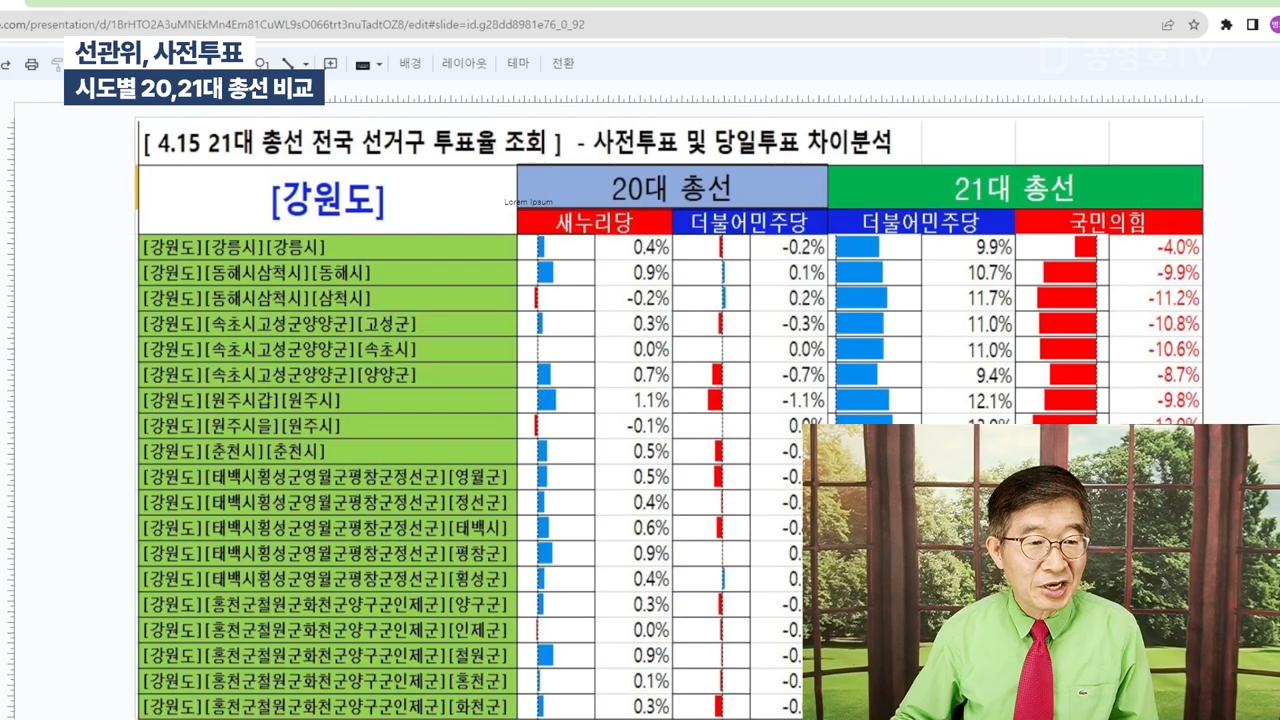 e.com/presentation/d/1BrHTO2A3uMNEkMn4Em81CuWL9sO066trt3nuTadtOZ8/edit#slide=id.g28dd8981e76_0_92
선관위, 사전투표
시도별 20,21대 총선 비교
배경 레이아웃 테마 전환
공병호TV
[ 4.15 21대 총선 전국 선거구 투표율 조회 ] - 사전투표 및 당일투표 차이분석
[강원도] 20대 총선 21대 총선
Lorem Ipsum
새누리당 더불어민주당 더불어민주당 국민의힘
[강원도][강릉시][강릉시] 0.4% -0.2% 9.9% -4.0%
[강원도][동해시삼척시][동해시] 0.9% 0.1% 10.7% -9.9%
[강원도][동해시삼척시][삼척시] -0.2% 0.2% 11.7% -11.2%
[강원도][속초시고성군양양군][고성군] 0.3% -0.3% 11.0% -10.8%
[강원도][속초시고성군양양군][속초시] 0.0% 0.0% 11.0% -10.6%
[강원도][속초시고성군양양군][양양군] 0.7% -0.7% 9.4% -8.7%
[강원도][원주시갑][원주시] 1.1% -1.1% 12.1% -9.8%
[강원도][원주시을][원주시] -0.1%
[강원도][춘천시][춘천시] 0.5% -0.
[강원도][태백시횡성군영월군평창군정선군][영월군] 0.5% -0.
[강원도][태백시횡성군영월군평창군정선군][정선군] 0.4% -0.
[강원도][태백시횡성군영월군평창군정선군][태백시] 0.6% -0.
[강원도][태백시횡성군영월군평창군정선군][평창군] 0.9% 0.
[강원도][태백시횡성군영월군평창군정선군][횡성군] 0.4% 0.
[강원도][홍천군철원군화천군양구군인제군][양구군] 0.3% -0.
[강원도][홍천군철원군화천군양구군인제군][인제군] 0.0% -0.
[강원도][홍천군철원군화천군양구군인제군][철원군] 0.9% -0.
[강원도][홍천군철원군화천군양구군인제군][홍천군] 0.1% -0.
[강원도][홍천군철원군화천군양구군인제군][화천군] 0.3% -0.